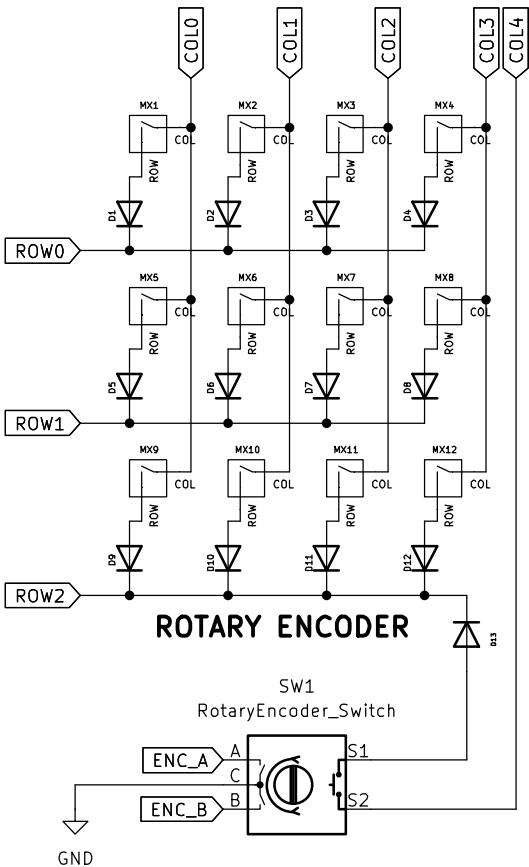 COL0 COL1 COL2 COL3 COL4
MX1 MX2 MX3 MX4
COL COL COL COL
ROW ROW ROW ROW
D1 D2 D3 D4
ROW0
MX5 MX6 MX7 MX8
COL COL COL COL
ROW ROW ROW ROW
D5 D6 D7 D8
ROW1
MX9 MX10 MX11 MX12
COL COL COL COL
ROW ROW ROW ROW
D9 D10 D11 D12
ROW2
ROTARY ENCODER
D13
SW1
RotaryEncoder_Switch
A S1
ENC_A
C
B S2
ENC_B
GND